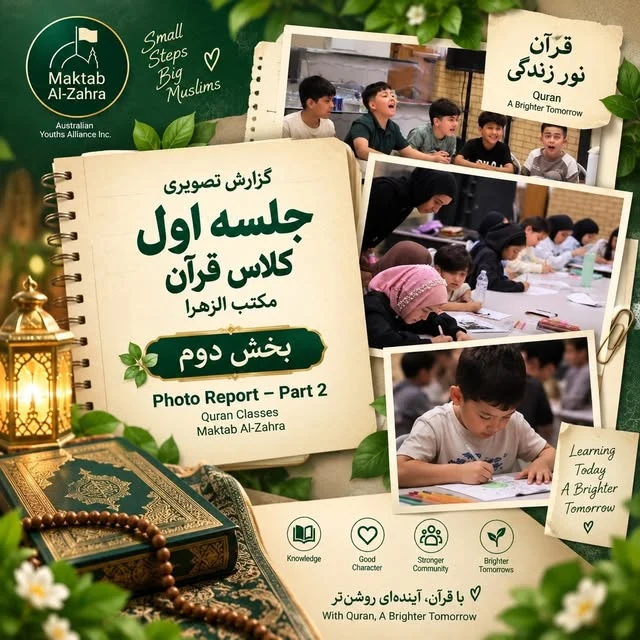 Maktab
Al-Zahra
Australian
Youths Alliance Inc.
Small
Steps
Big
Muslims
قرآن
نور زندگی
Quran
A Brighter Tomorrow
گزارش تصویری
جلسه اول
کلاس قرآن
مکتب الزهرا
بخش دوم
Photo Report – Part 2
Quran Classes
Maktab Al-Zahra
Learning
Today
A Brighter
Tomorrow
Knowledge
Good
Character
Stronger
Community
Brighter
Tomorrows
با قرآن، آینده‌ای روشن‌تر
With Quran, A Brighter Tomorrow